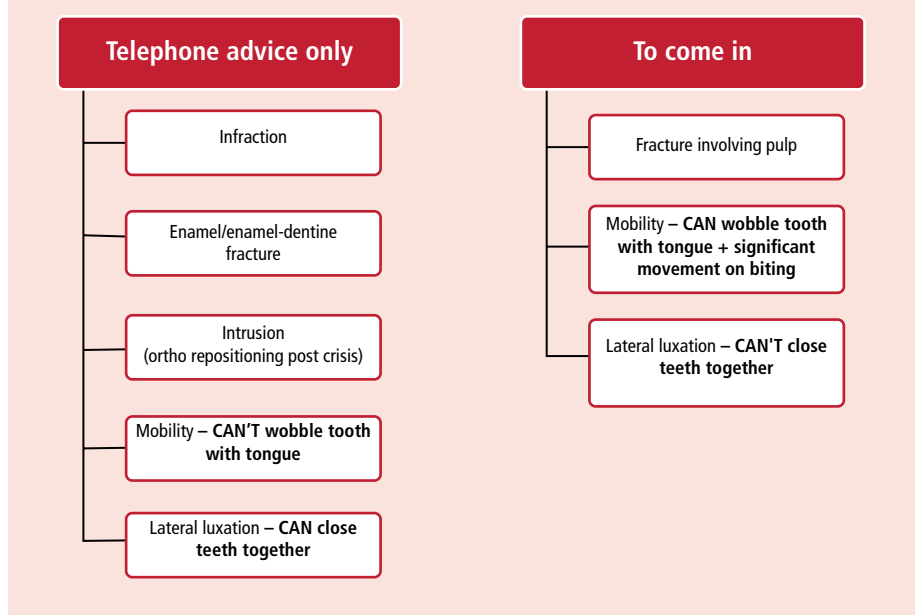 Telephone advice only
Infraction
Enamel/enamel-dentine
fracture
Intrusion
(ortho repositioning post crisis)
Mobility – CAN’T wobble tooth
with tongue
Lateral luxation – CAN close
teeth together
To come in
Fracture involving pulp
Mobility – CAN wobble tooth
with tongue + significant
movement on biting
Lateral luxation – CAN'T close
teeth together